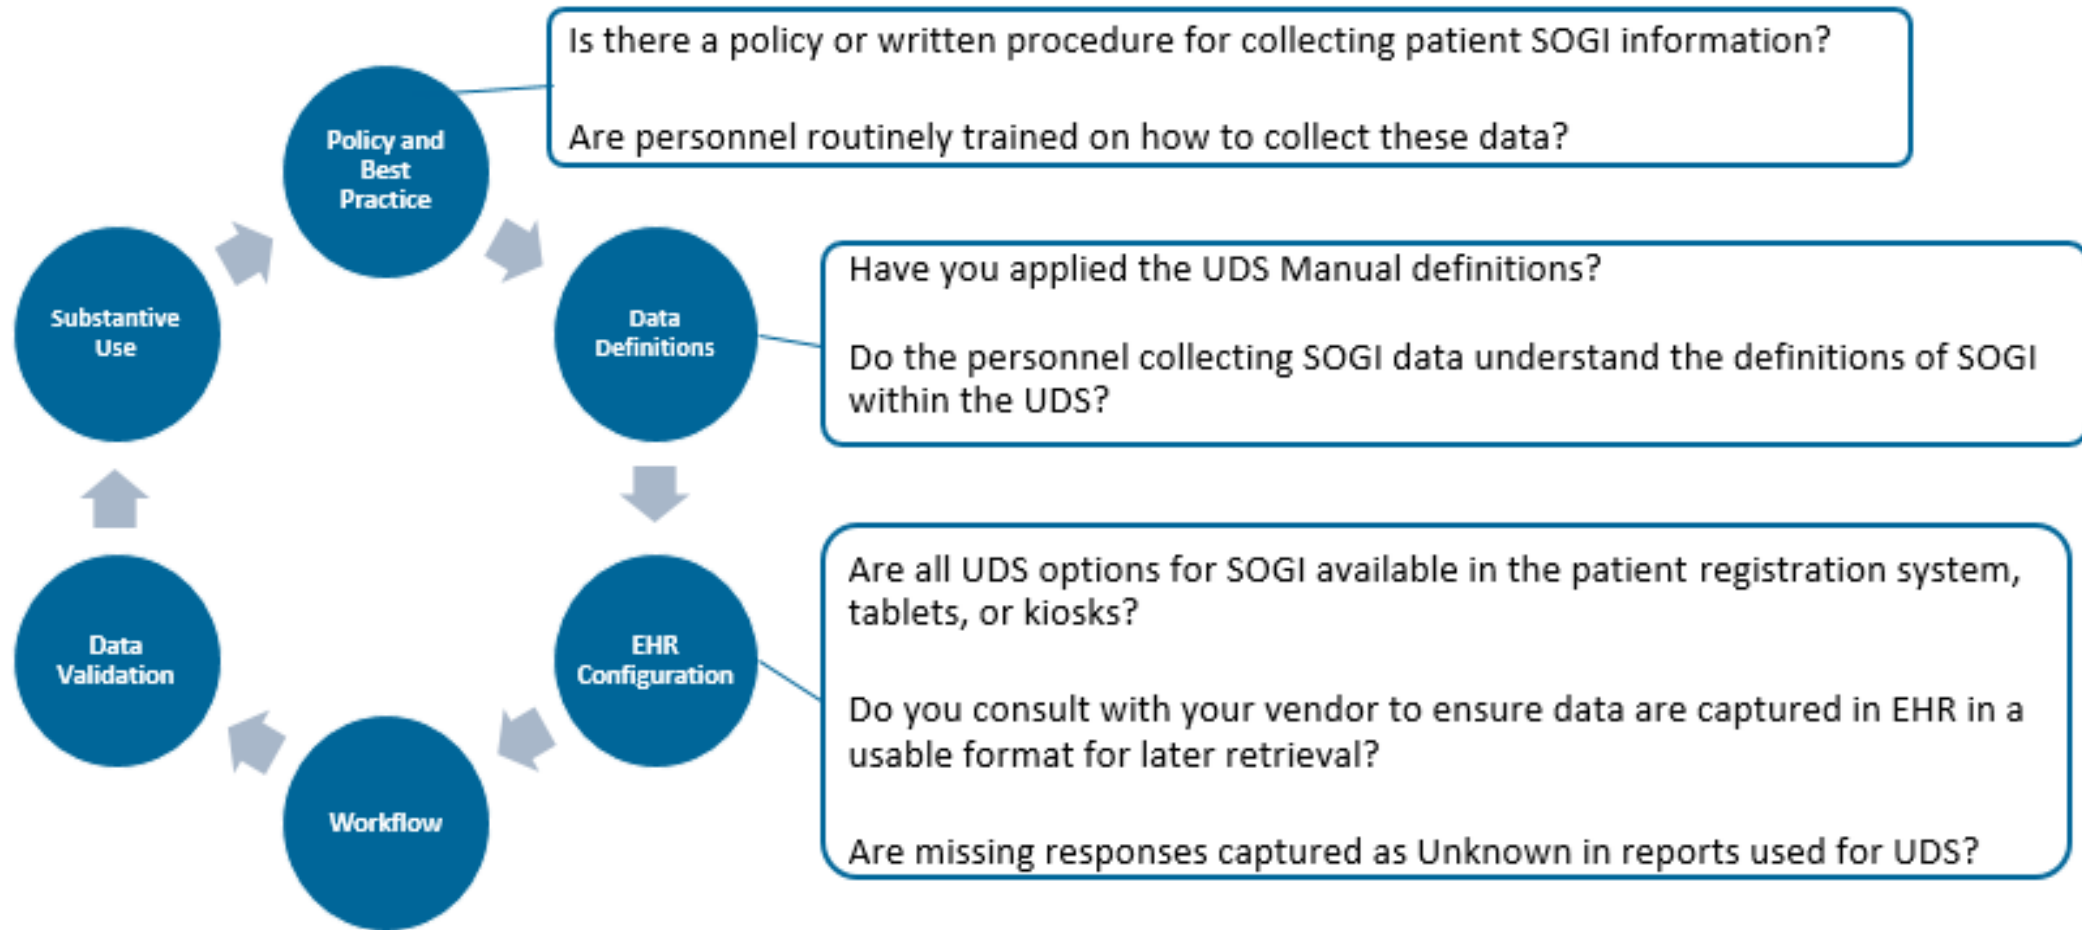 Is there a policy or written procedure for collecting patient SOGI information?
Are personnel routinely trained on how to collect these data?
Policy and
Best
Practice
Have you applied the UDS Manual definitions?
Do the personnel collecting SOGI data understand the definitions of SOGI
within the UDS?
Data
Definitions
Are all UDS options for SOGI available in the patient registration system,
tablets, or kiosks?
Do you consult with your vendor to ensure data are captured in EHR in a
usable format for later retrieval?
Are missing responses captured as Unknown in reports used for UDS?
EHR
Configuration
Workflow
Data
Validation
Substantive
Use